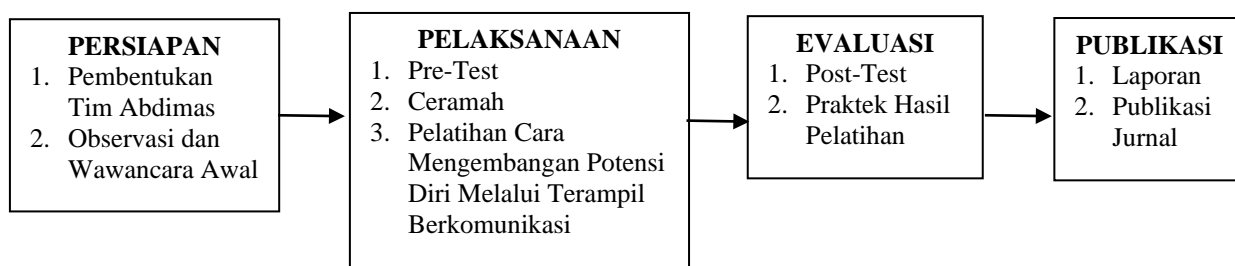 PERSIAPAN
1. Pembentukan
Tim Abdimas
2. Observasi dan
Wawancara Awal
PELAKSANAAN
1. Pre-Test
2. Ceramah
3. Pelatihan Cara
Mengembangan Potensi
Diri Melalui Terampil
Berkomunikasi
EVALUASI
1. Post-Test
2. Praktek Hasil
Pelatihan
PUBLIKASI
1. Laporan
2. Publikasi
Jurnal